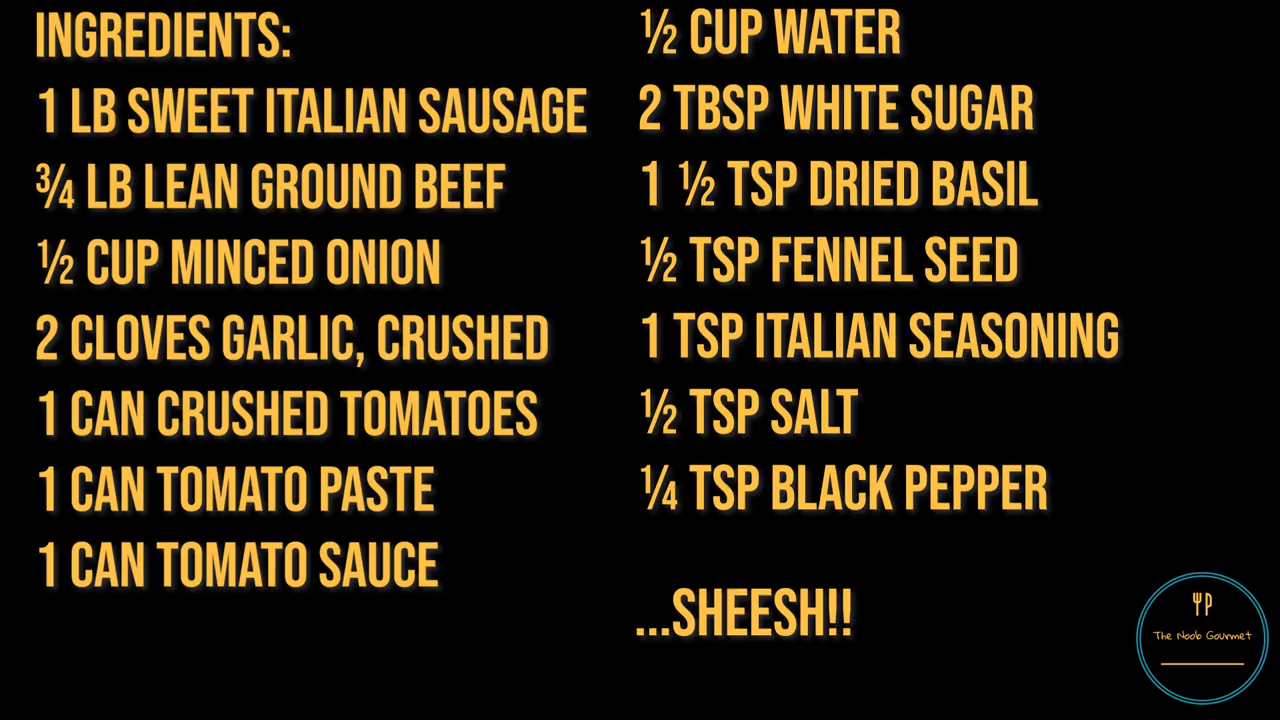 INGREDIENTS:
1 LB SWEET ITALIAN SAUSAGE
¾ LB LEAN GROUND BEEF
½ CUP MINCED ONION
2 CLOVES GARLIC, CRUSHED
1 CAN CRUSHED TOMATOES
1 CAN TOMATO PASTE
1 CAN TOMATO SAUCE
½ CUP WATER
2 TBSP WHITE SUGAR
1 ½ TSP DRIED BASIL
½ TSP FENNEL SEED
1 TSP ITALIAN SEASONING
½ TSP SALT
¼ TSP BLACK PEPPER
...SHEESH!!
The Noob Gourmet